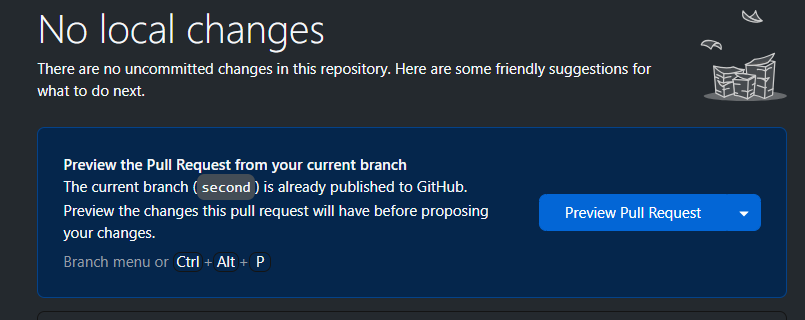 No local changes
There are no uncommitted changes in this repository. Here are some friendly suggestions for
what to do next.
Preview the Pull Request from your current branch
The current branch (second) is already published to GitHub.
Preview the changes this pull request will have before proposing
your changes.
Preview Pull Request
Branch menu or Ctrl + Alt + P